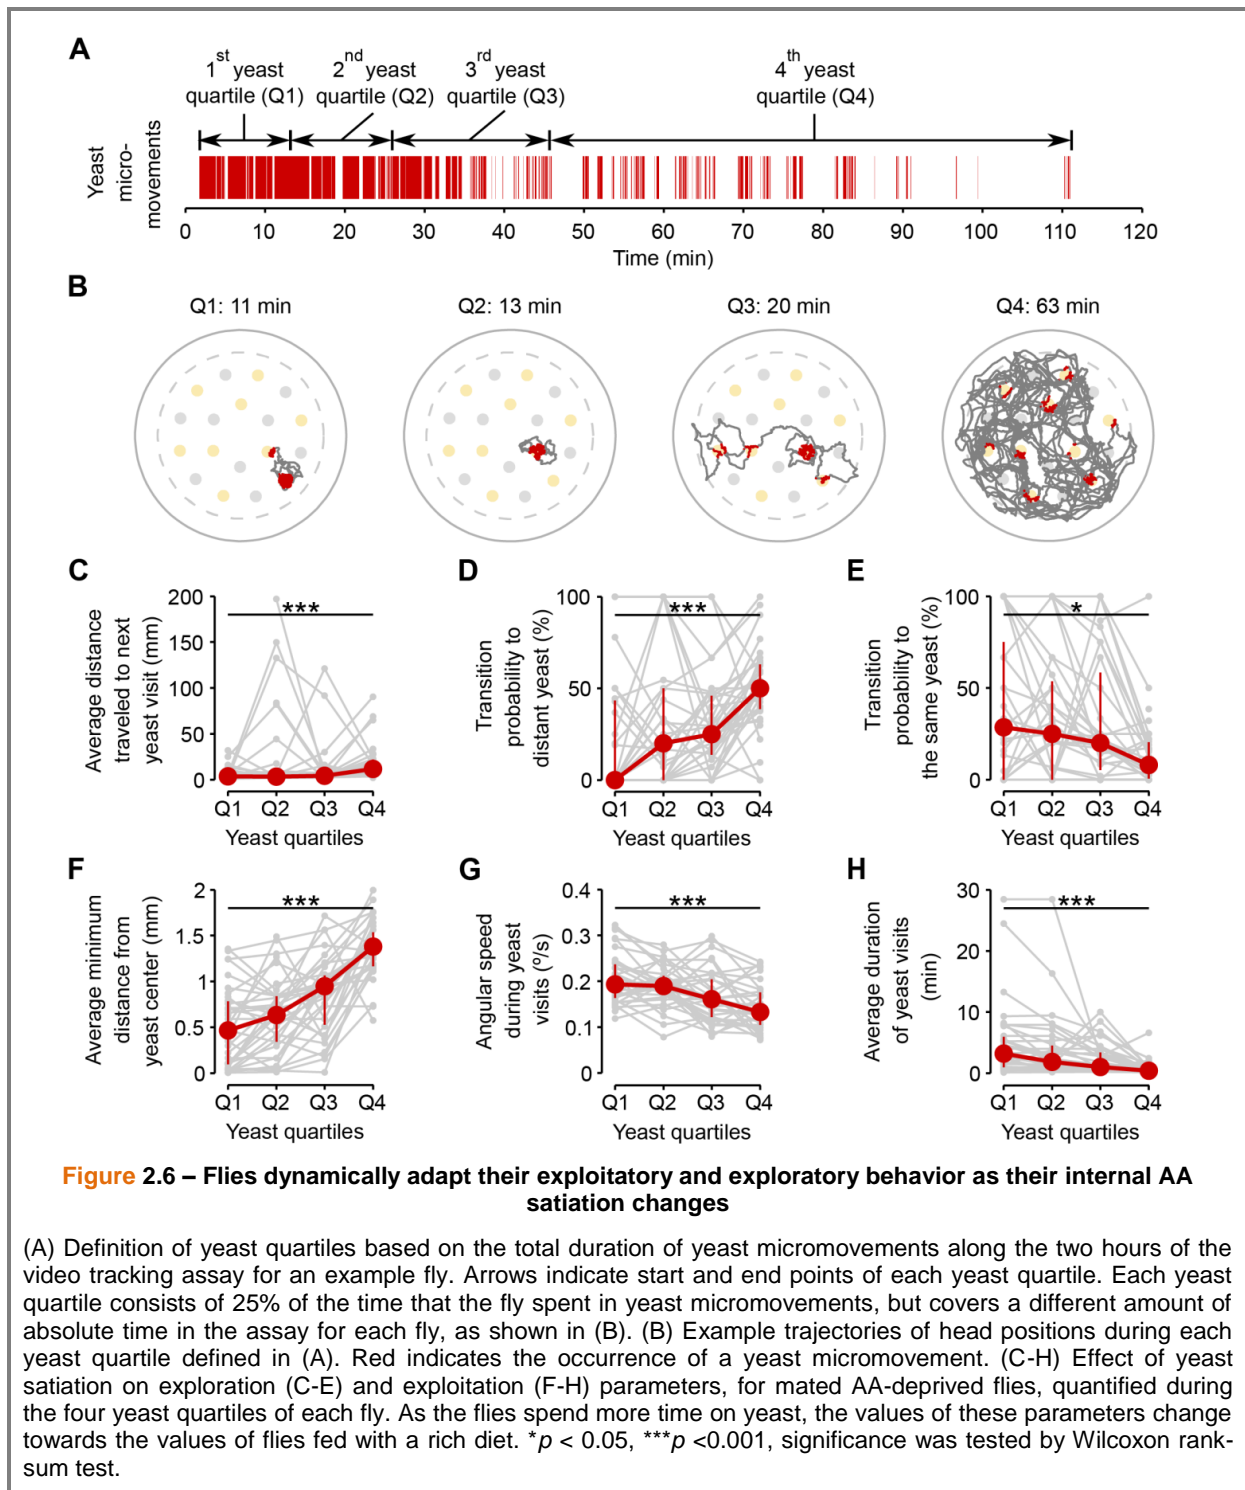 A
1st yeast quartile (Q1)
2nd yeast quartile (Q2)
3rd yeast quartile (Q3)
4th yeast quartile (Q4)
Yeast
micro-
movements
0 10 20 30 40 50 60 70 80 90 100 110 120
Time (min)
B
Q1: 11 min
Q2: 13 min
Q3: 20 min
Q4: 63 min
C
Average distance
traveled to next
yeast visit (mm)
200
150
100
50
0
***
Q1 Q2 Q3 Q4
Yeast quartiles
D
Transition
probability to
distant yeast (%)
100
50
0
***
Q1 Q2 Q3 Q4
Yeast quartiles
E
Transition
probability to
the same yeast (%)
100
50
0
*
Q1 Q2 Q3 Q4
Yeast quartiles
F
Average minimum
distance from
yeast center (mm)
2
1.5
1
0.5
0
***
Q1 Q2 Q3 Q4
Yeast quartiles
G
Angular speed
during yeast
visits (º/s)
0.4
0.3
0.2
0.1
0
***
Q1 Q2 Q3 Q4
Yeast quartiles
H
Average duration
of yeast visits
(min)
30
20
10
0
***
Q1 Q2 Q3 Q4
Yeast quartiles
Figure 2.6 – Flies dynamically adapt their exploitatory and exploratory behavior as their internal AA
satiation changes
(A) Definition of yeast quartiles based on the total duration of yeast micromovements along the two hours of the
video tracking assay for an example fly. Arrows indicate start and end points of each yeast quartile. Each yeast
quartile consists of 25% of the time that the fly spent in yeast micromovements, but covers a different amount of
absolute time in the assay for each fly, as shown in (B). (B) Example trajectories of head positions during each
yeast quartile defined in (A). Red indicates the occurrence of a yeast micromovement. (C-H) Effect of yeast
satiation on exploration (C-E) and exploitation (F-H) parameters, for mated AA-deprived flies, quantified during
the four yeast quartiles of each fly. As the flies spend more time on yeast, the values of these parameters change
towards the values of flies fed with a rich diet. *p < 0.05, ***p <0.001, significance was tested by Wilcoxon rank-
sum test.